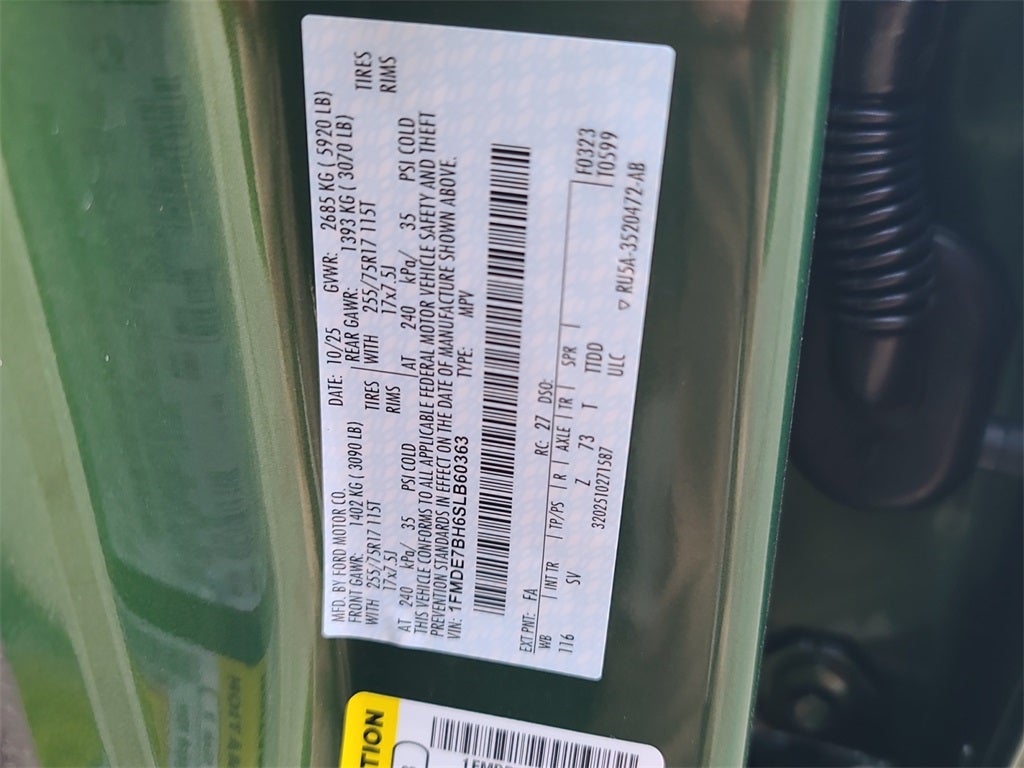 MFD. BY FORD MOTOR CO.
DATE: 10/25 GVWR: 2685 KG ( 5920 LB)
FRONT GAWR: 1402 KG ( 3090 LB) REAR GAWR: 1393 KG ( 3070 LB)
WITH 255/75R17 115T TIRES WITH 255/75R17 115T TIRES
17x7.5J RIMS 17x7.5J RIMS
AT 240 kPa/ 35 PSI COLD AT 240 kPa/ 35 PSI COLD
THIS VEHICLE CONFORMS TO ALL APPLICABLE FEDERAL MOTOR VEHICLE SAFETY AND THEFT
PREVENTION STANDARDS IN EFFECT ON THE DATE OF MANUFACTURE SHOWN ABOVE.
VIN: 1FMDE7BH6SLB60363 TYPE: MPV
EXT PNT: FA RC: 27 DSO: F0323
WB INT TR TP/PS R AXLE TR SPR T0599
116 SV Z 73 T TTDD
320251027158​7 ULC ▽ RU5A-3520472-AB
TION